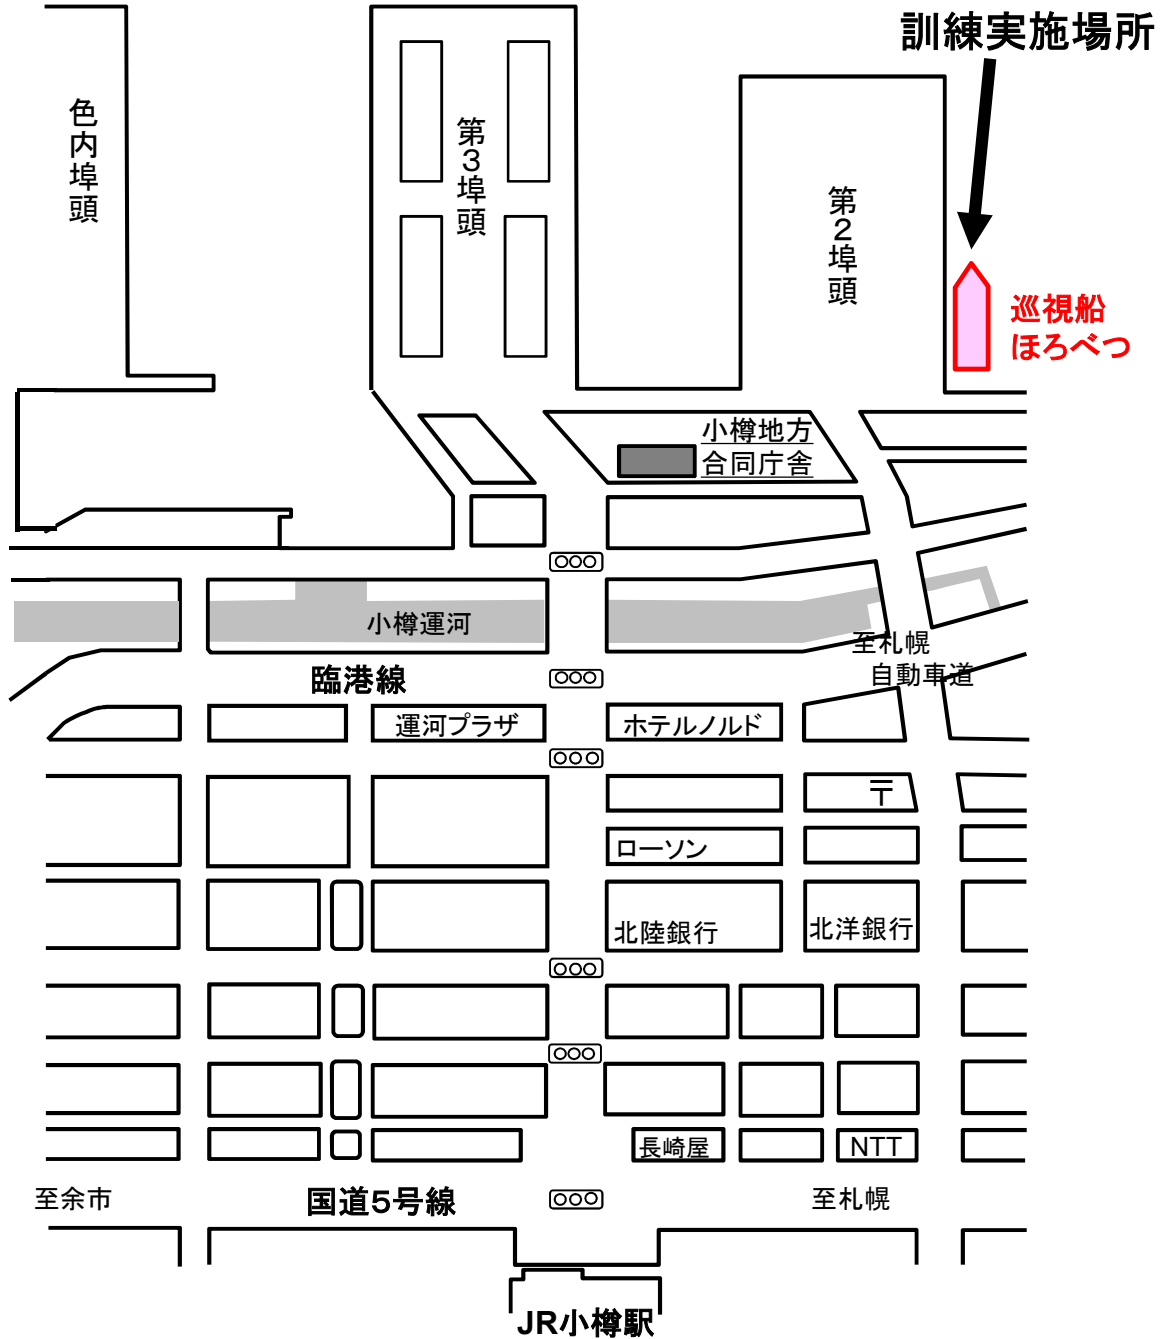 訓練実施場所
色内埠頭
第3埠頭
第2埠頭
巡視船
ほろべつ
小樽地方
合同庁舎
小樽運河
至札幌
自動車道
臨港線
運河プラザ
ホテルノルド
〒
ローソン
北陸銀行
北洋銀行
長崎屋
NTT
至余市
国道5号線
至札幌
JR小樽駅